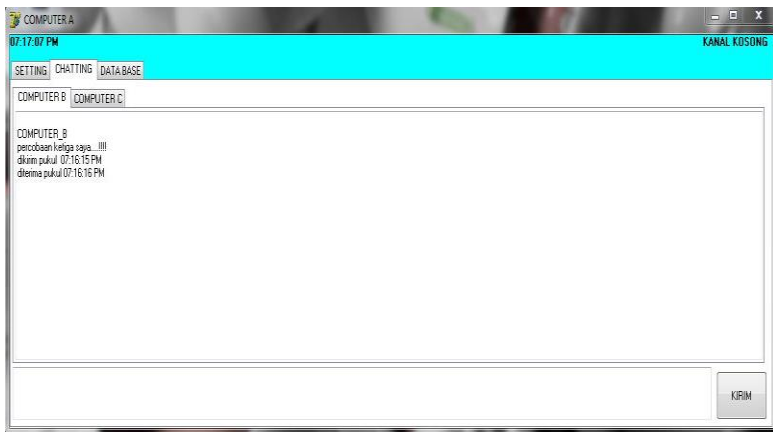 COMPUTER A
07:17:07 PM
KANAL KOSONG
SETTING CHATTING DATA BASE
COMPUTER B COMPUTER C
COMPUTER_B
percobaan ketiga saya....!!!!
dikirim pukul 07:16:15 PM
diterima pukul 07:16:16 PM
KIRIM